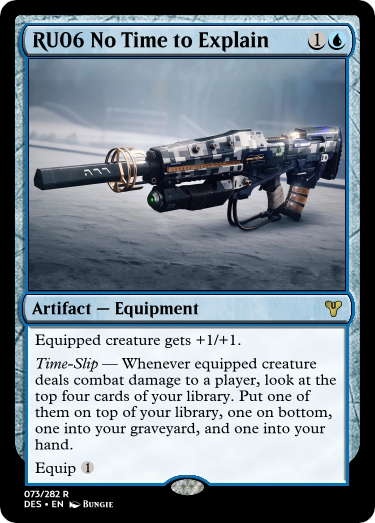 RU06 No Time to Explain 1
Artifact — Equipment
Equipped creature gets +1/+1.
Time-Slip — Whenever equipped creature
deals combat damage to a player, look at the
top four cards of your library. Put one of
them on top of your library, one on bottom,
one into your graveyard, and one into your
hand.
Equip 1
073/282 R
DES • EN Bungie